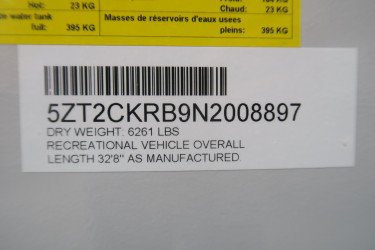 Hot: 23 KG
water tank
full: 395 KG
Chaud: 23 KG
Masses de réservoirs d'eaux usees
pleins: 395 KG
5ZT2CKRB9N2008897
DRY WEIGHT: 6261 LBS
RECREATIONAL VEHICLE OVERALL
LENGTH 32'8" AS MANUFACTURED.